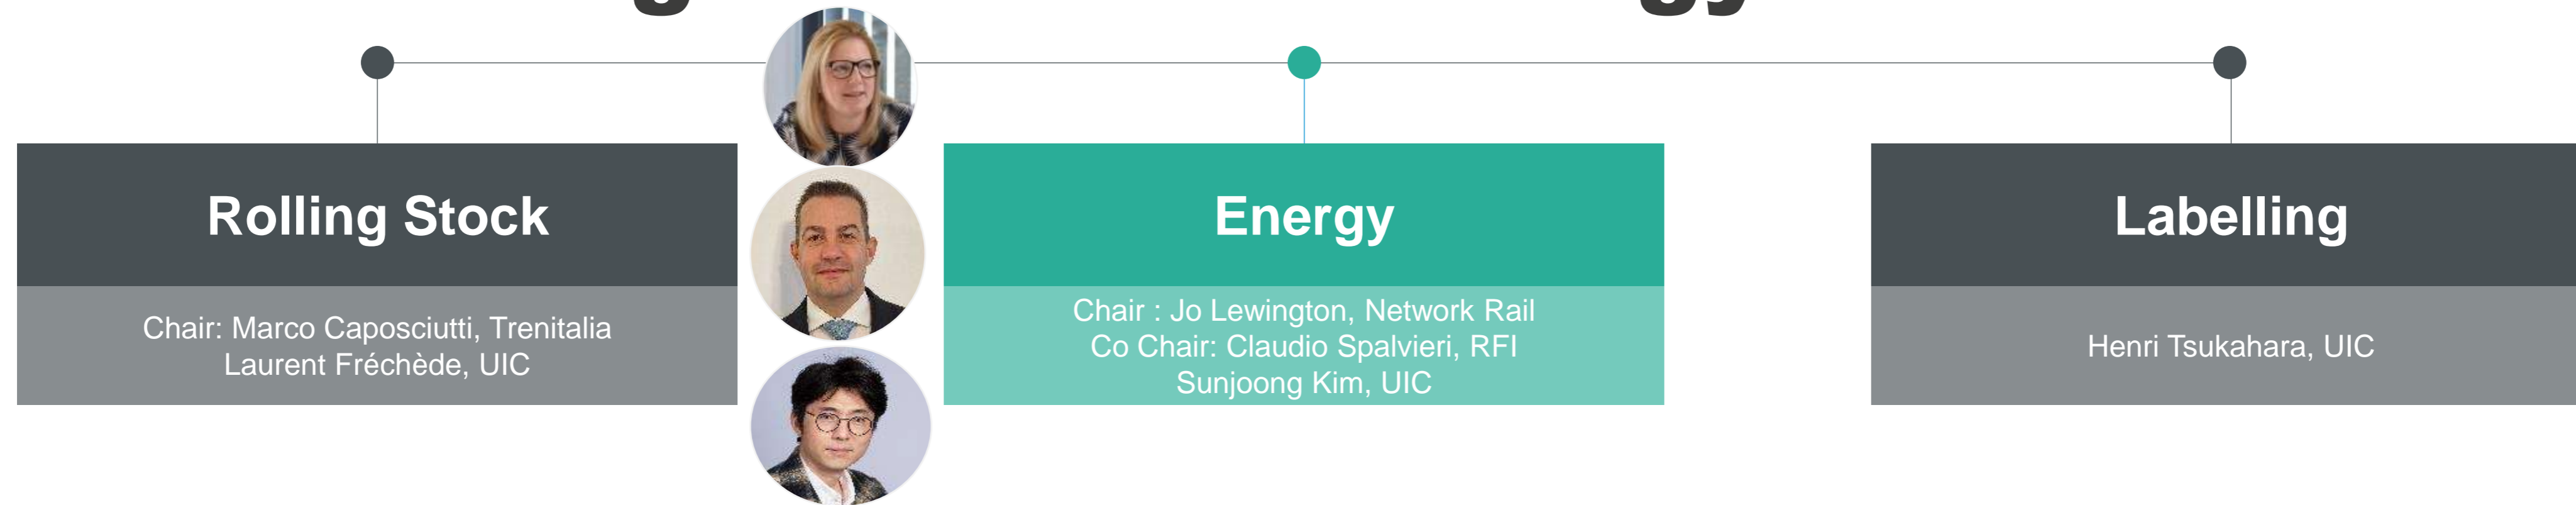 Rolling Stock
Chair: Marco Caposciutti, Trenitalia
Laurent Fréchède, UIC
Energy
Chair : Jo Lewington, Network Rail
Co Chair: Claudio Spalvieri, RFI
Sunjoong Kim, UIC
Labelling
Henri Tsukahara, UIC